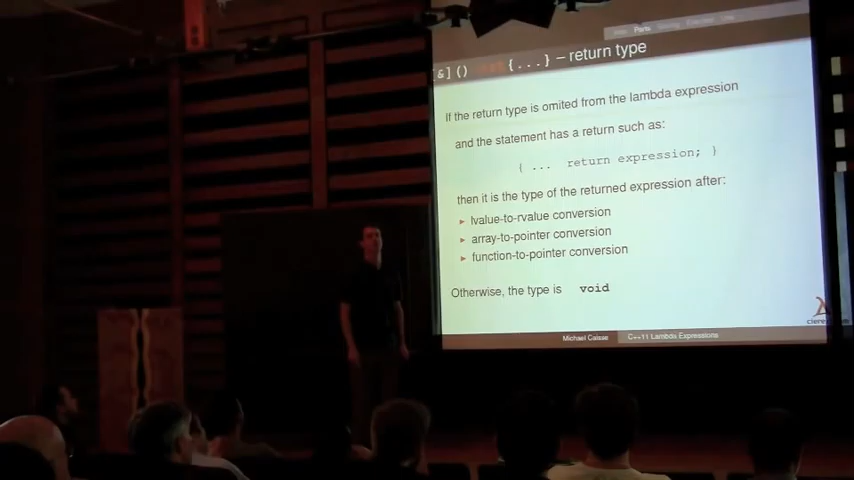 Parts
[&]() {...} – return type
If the return type is omited from the lambda expression
and the statement has a return such as:
{ ... return expression; }
then it is the type of the returned expression after:
► lvalue-to-rvalue conversion
► array-to-pointer conversion
► function-to-pointer conversion
Otherwise, the type is void
Michael Caisse C++11 Lambda Expressions